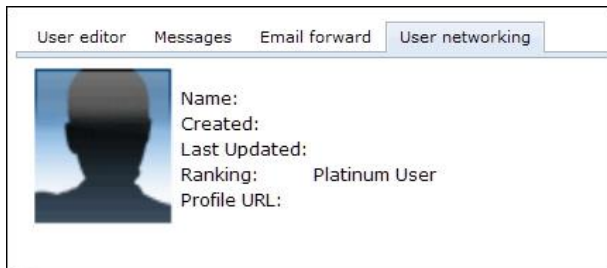 User editor Messages Email forward User networking
Name:
Created:
Last Updated:
Ranking: Platinum User
Profile URL: